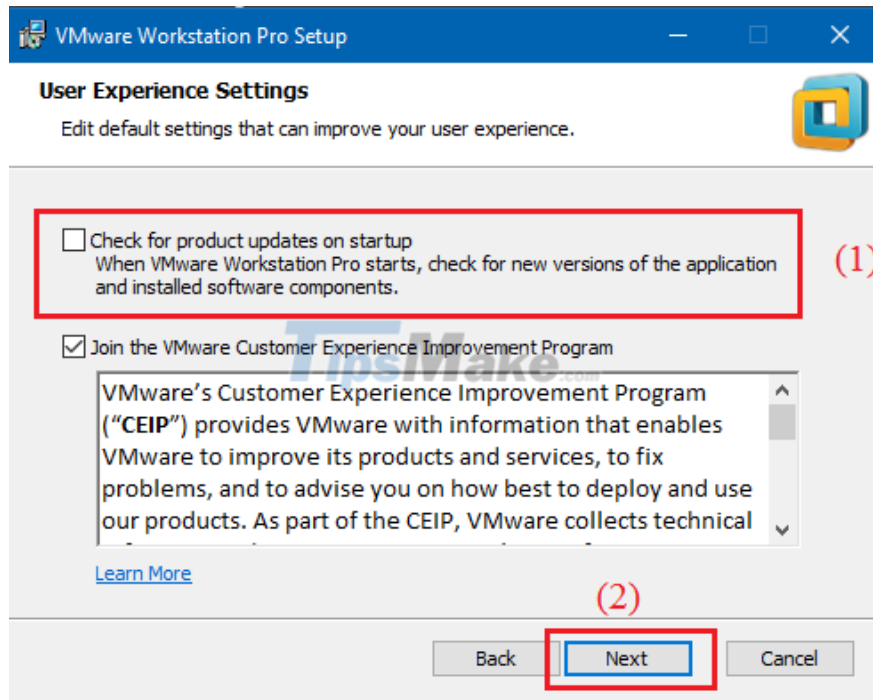 VMware Workstation Pro Setup
User Experience Settings
Edit default settings that can improve your user experience.
Check for product updates on startup
When VMware Workstation Pro starts, check for new versions of the application
and installed software components.
(1)
Join the VMware Customer Experience Improvement Program
TipsMake.com
VMware's Customer Experience Improvement Program
("CEIP") provides VMware with information that enables
VMware to improve its products and services, to fix
problems, and to advise you on how best to deploy and use
our products. As part of the CEIP, VMware collects technical
Learn More
(2)
Back Next Cancel